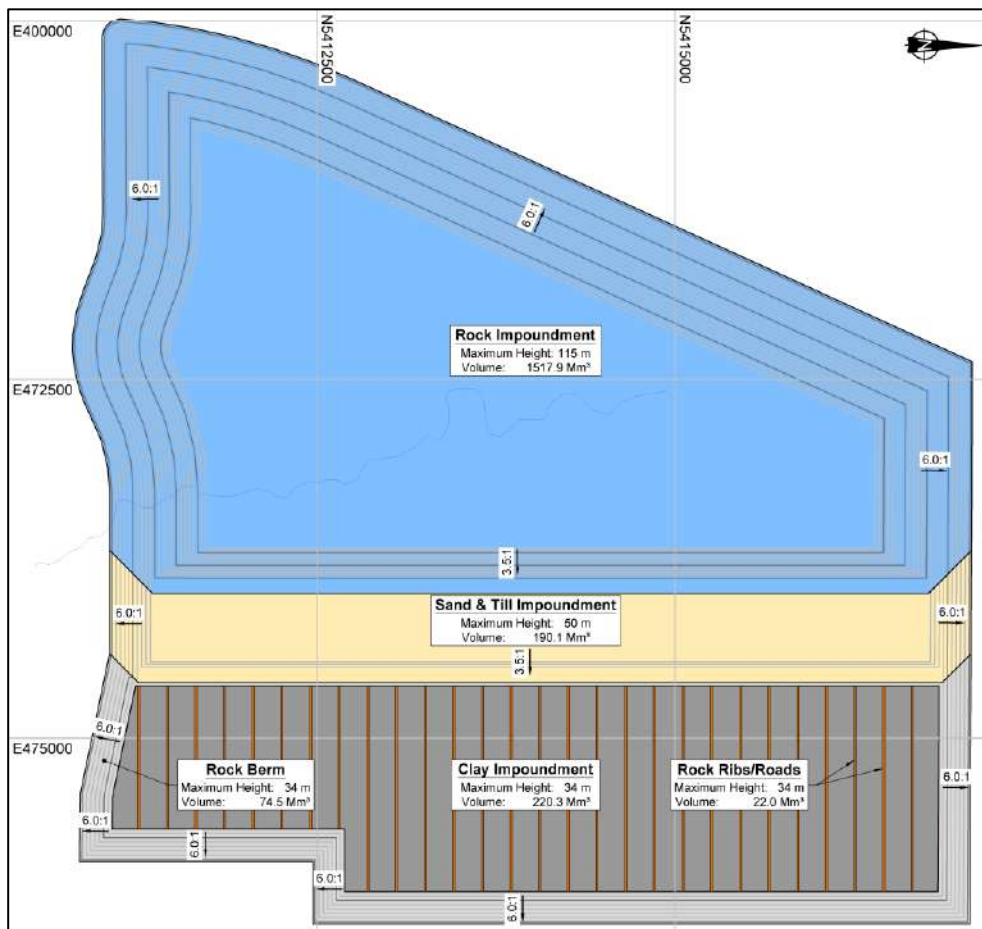 E400000
N5412500
N5415000
N
6.0:1
6.0:1
Rock Impoundment
Maximum Height: 115 m
Volume: 1517.9 Mm³
E472500
6.0:1
3.5:1
Sand & Till Impoundment
Maximum Height: 50 m
Volume: 190.1 Mm³
6.0:1
6.0:1
3.5:1
6.0:1
E475000
Rock Berm
Maximum Height: 34 m
Volume: 74.5 Mm³
Clay Impoundment
Maximum Height: 34 m
Volume: 220.3 Mm³
Rock Ribs/Roads
Maximum Height: 34 m
Volume: 22.0 Mm³
6.0:1
6.0:1
6.0:1
6.0:1
6.0:1